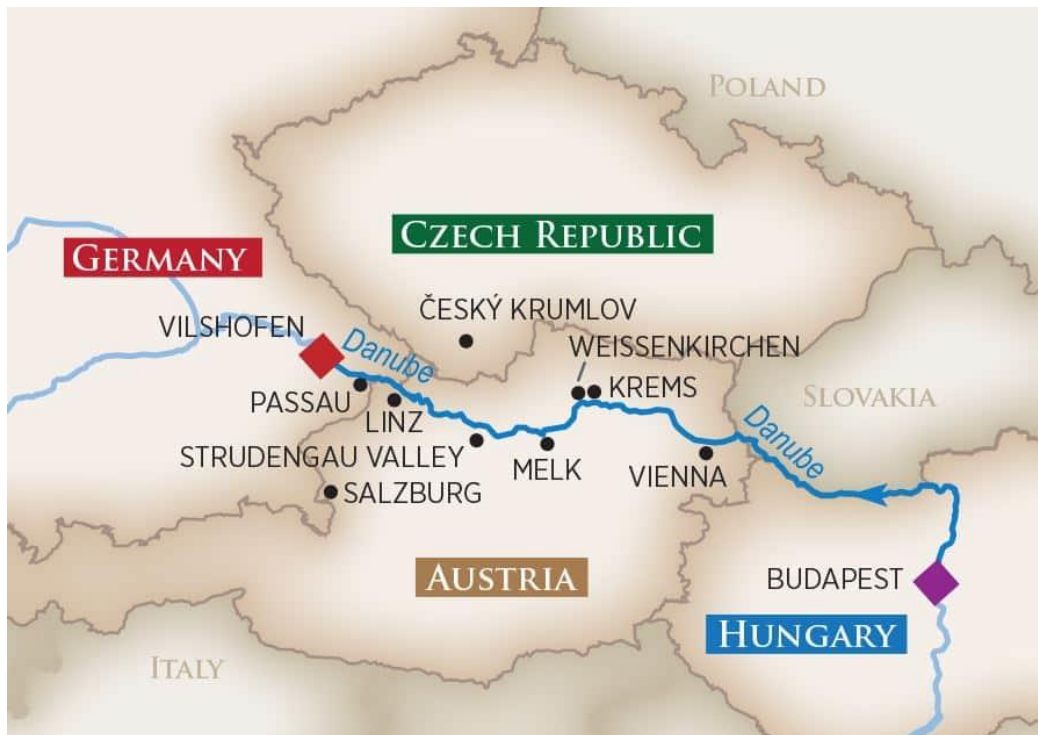 POLAND
CZECH REPUBLIC
GERMANY
ČESKÝ KRUMLOV
VILSHOFEN
Danube
WEISSENKIRCHEN
KREMS
PASSAU
LINZ
SLOVAKIA
Danube
STRUDENGAU VALLEY
MELK
VIENNA
SALZBURG
AUSTRIA
BUDAPEST
HUNGARY
ITALY